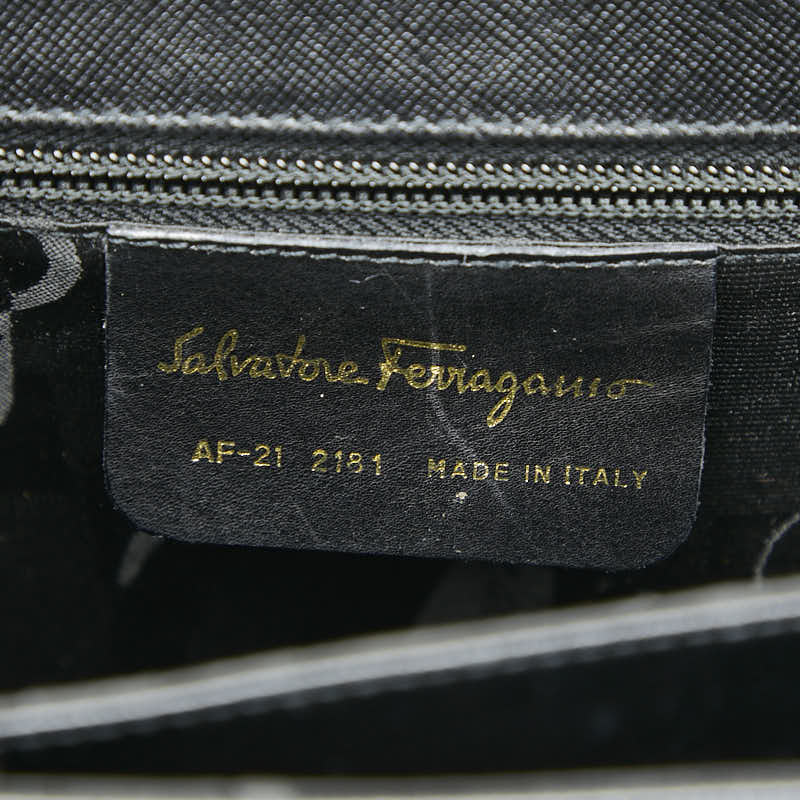 Salvatore Ferragamo
AF-21 2181 MADE IN ITALY